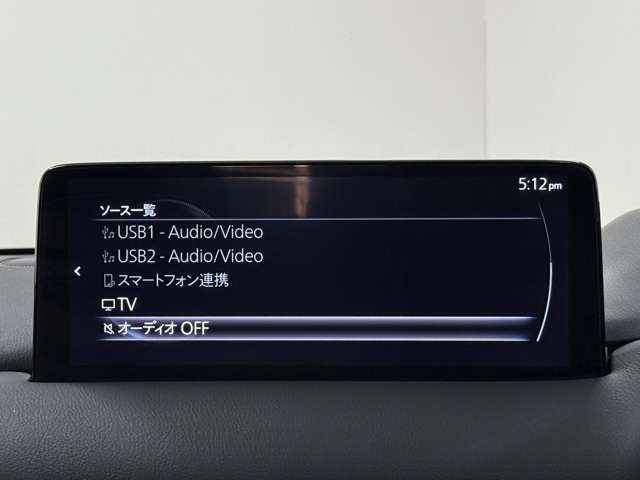 5:12pm
ソース一覧
USB1 - Audio/Video
USB2 - Audio/Video
スマートフォン連携
TV
オーディオ OFF